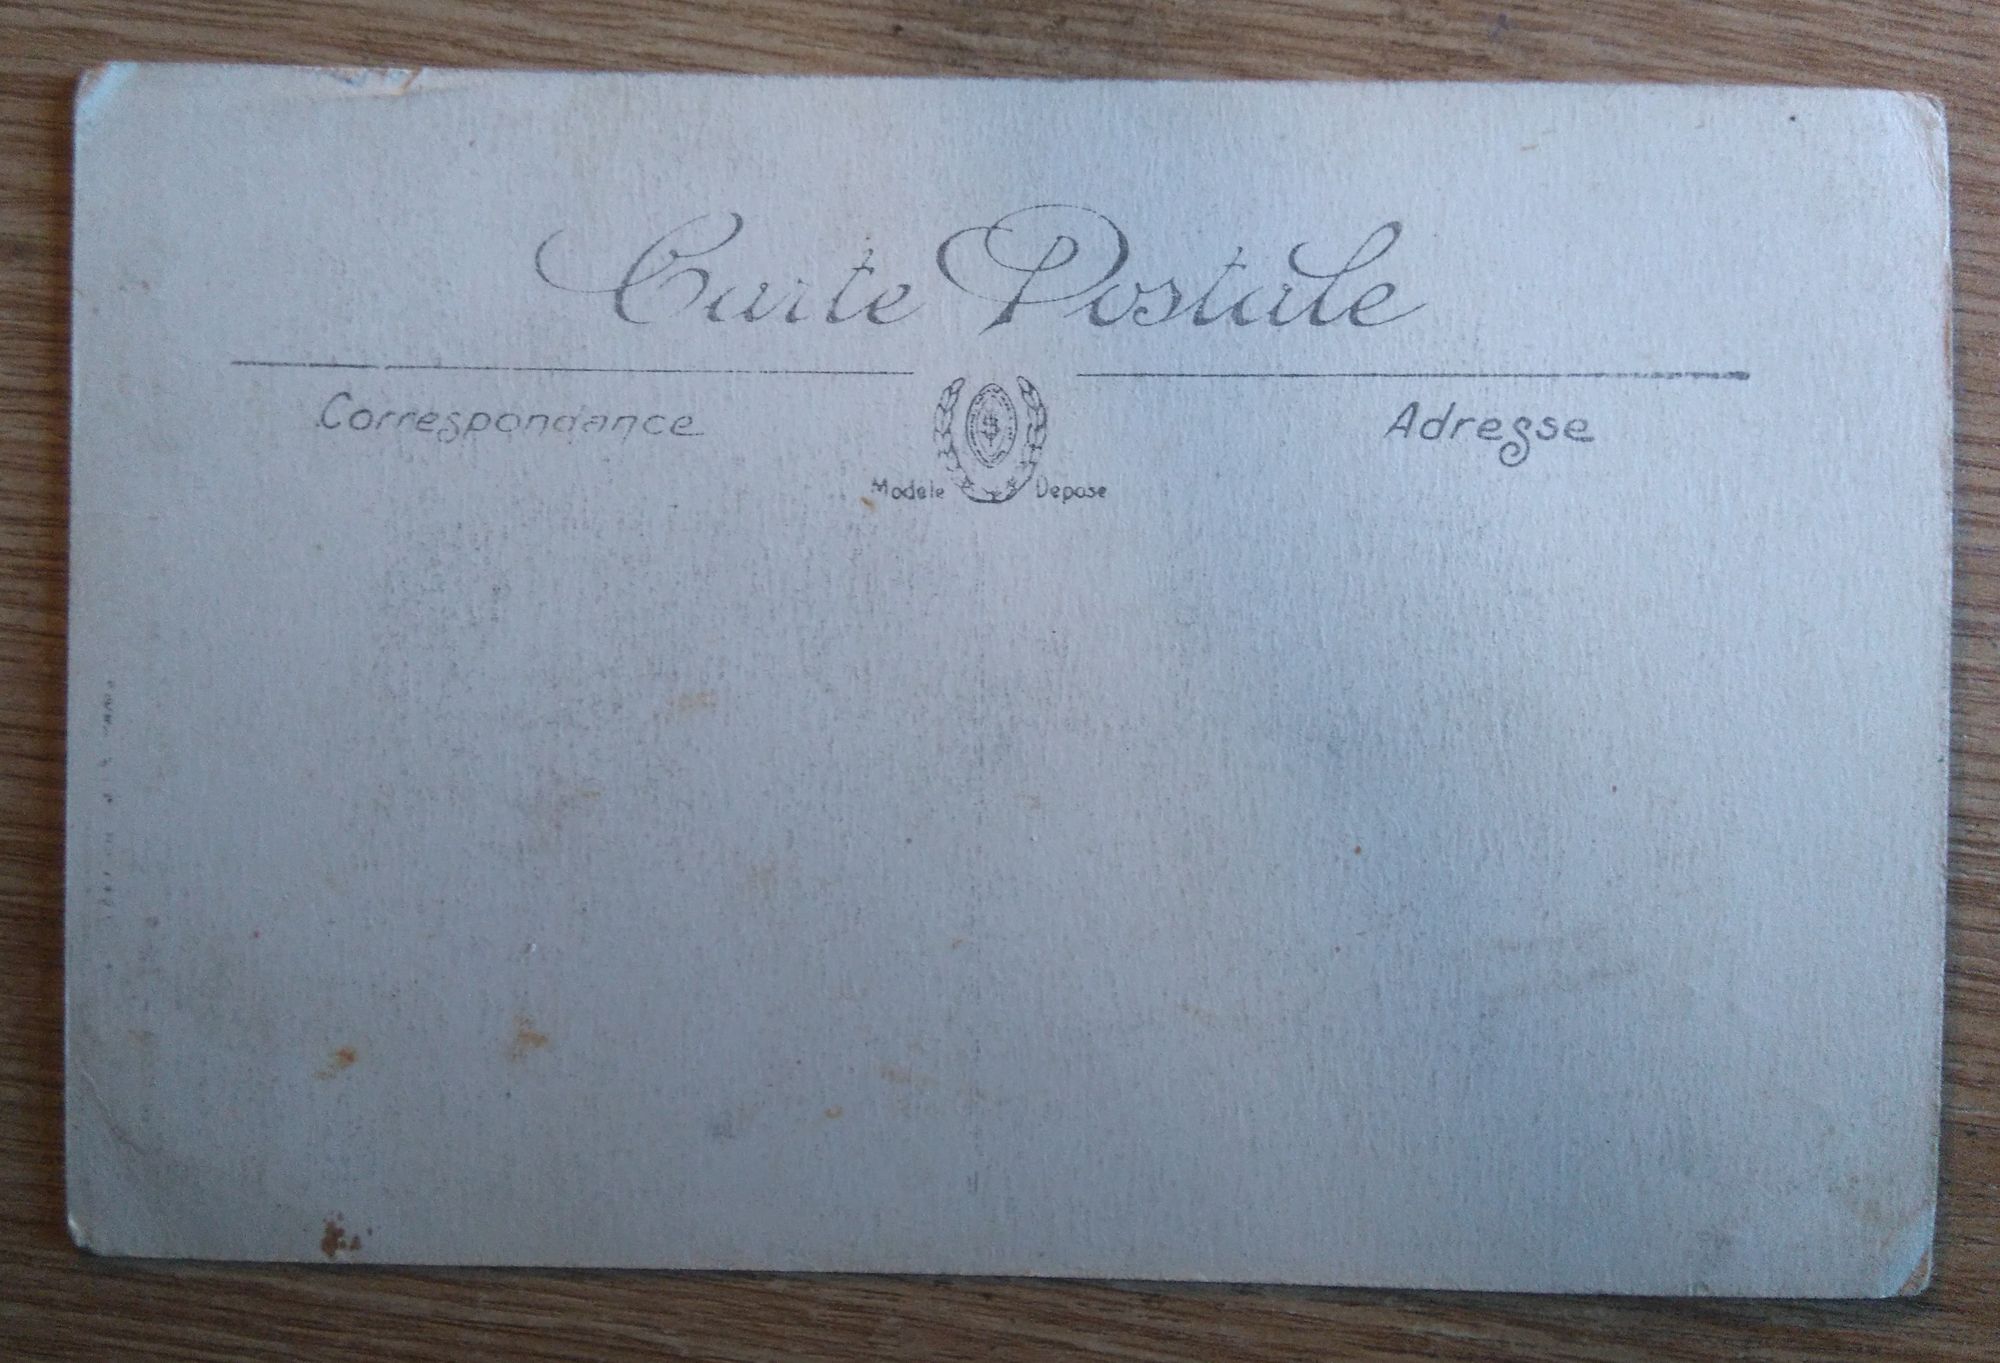 Carte Postale
Correspondance
Adresse
Modele Depose